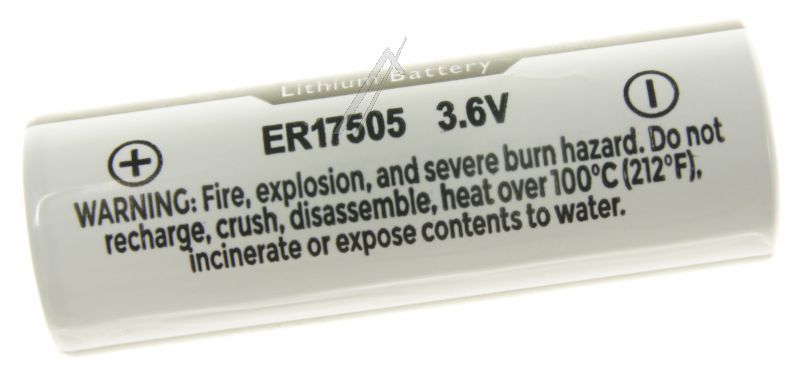 Lithium Battery
ER17505 3.6V
WARNING: Fire, explosion, and severe burn hazard. Do not
recharge, crush, disassemble, heat over 100°C (212°F),
incinerate or expose contents to water.